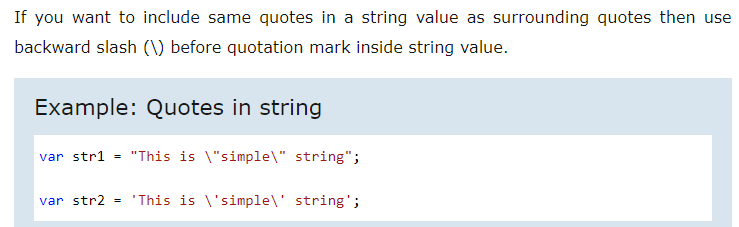 If you want to include same quotes in a string value as surrounding quotes then use
backward slash (\) before quotation mark inside string value.
Example: Quotes in string
var str1 = "This is \"simple\" string";
var str2 = 'This is \'simple\' string';